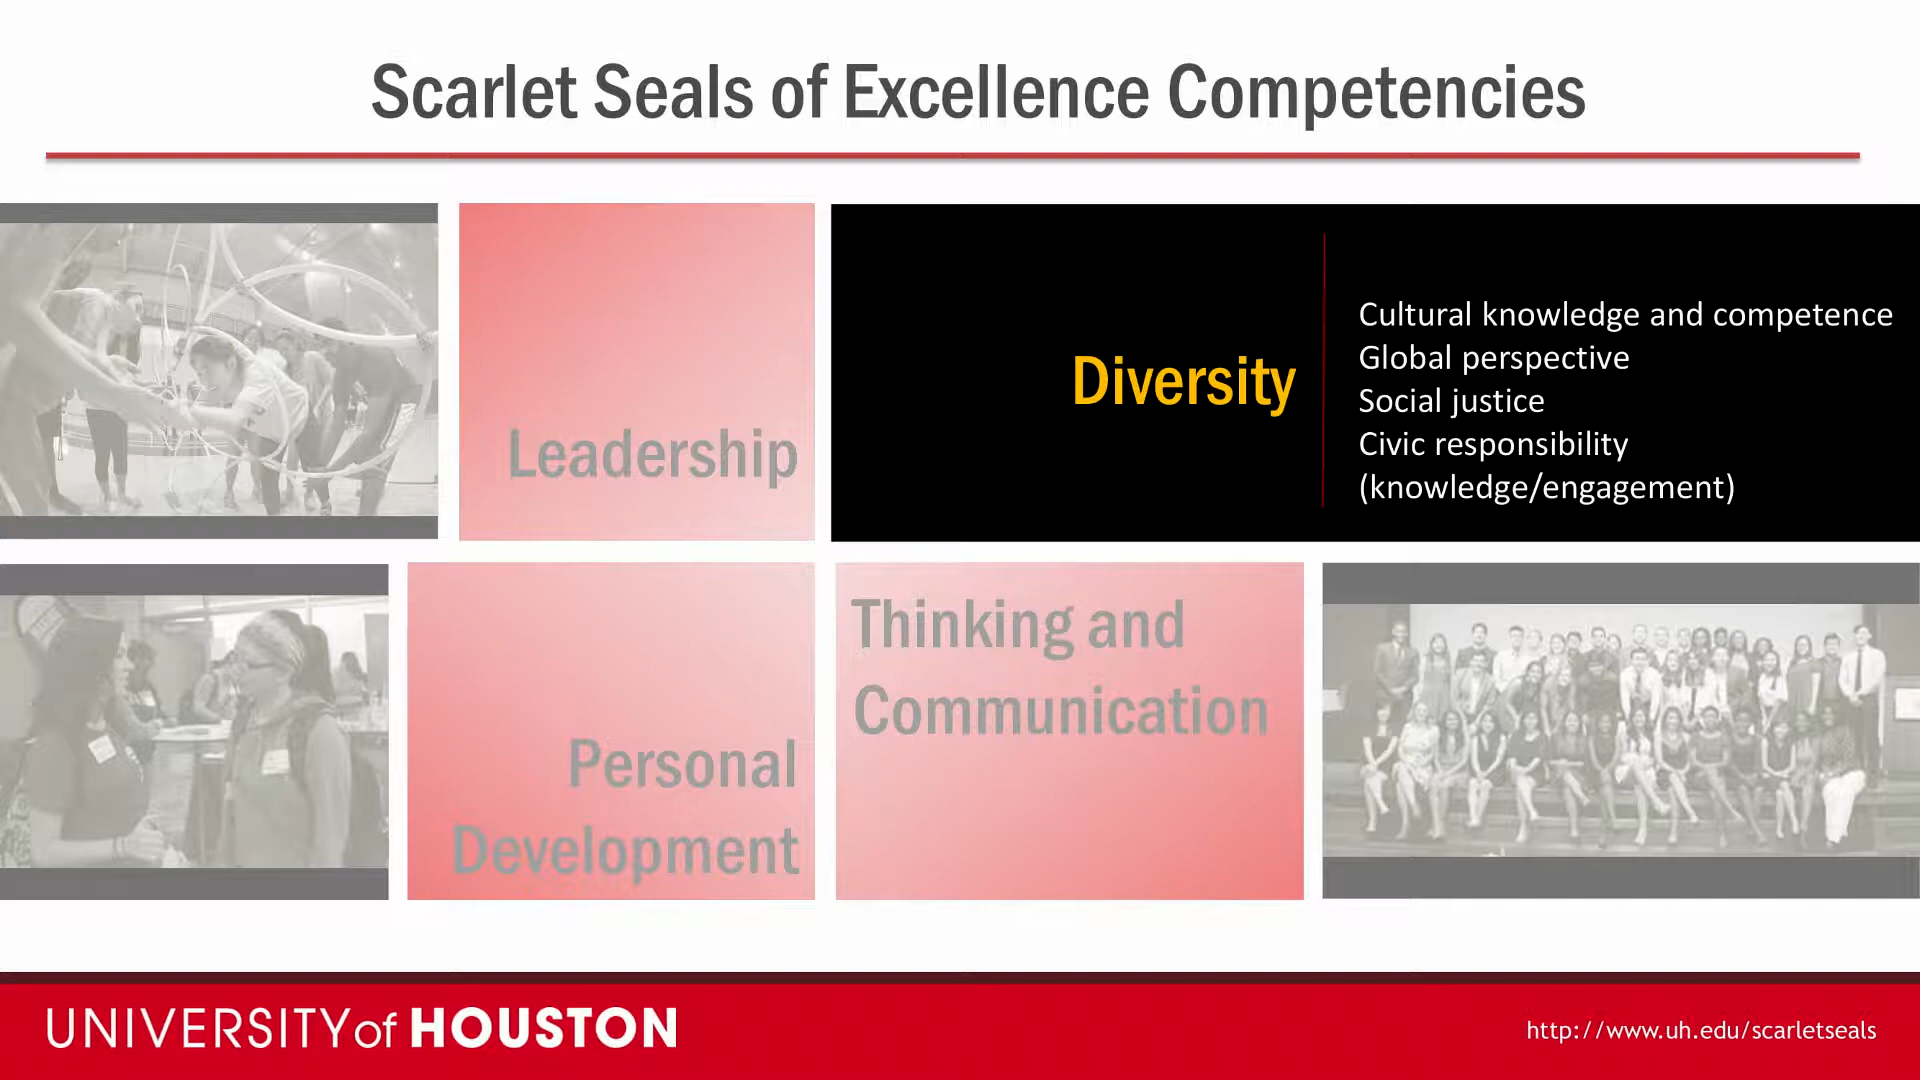 Scarlet Seals of Excellence Competencies
Leadership
Diversity
Cultural knowledge and competence
Global perspective
Social justice
Civic responsibility
(knowledge/engagement)
Personal
Development
Thinking and
Communication
UNIVERSITY of HOUSTON
http://www.uh.edu/scarletseals